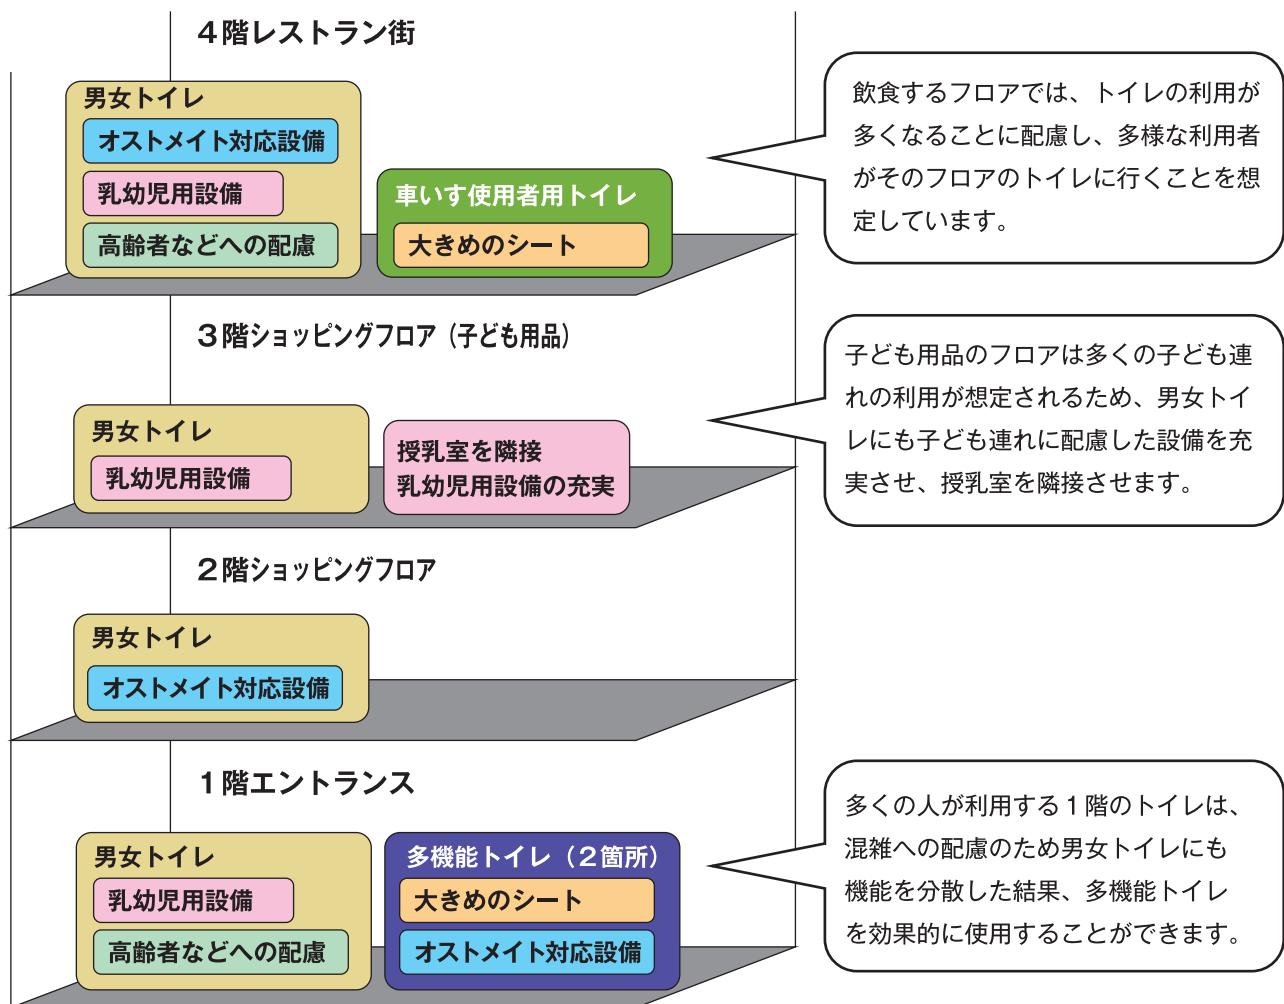 4階レストラン街
男女トイレ
オストメイト対応設備
乳幼児用設備
高齢者などへの配慮
車いす使用者用トイレ
大きめのシート
飲食するフロアでは、トイレの利用が
多くなることに配慮し、多様な利用者
がそのフロアのトイレに行くことを想
定しています。
3階ショッピングフロア（子ども用品）
男女トイレ
乳幼児用設備
授乳室を隣接
乳幼児用設備の充実
子ども用品のフロアは多くの子ども連
れの利用が想定されるため、男女トイ
レにも子ども連れに配慮した設備を充
実させ、授乳室を隣接させます。
2階ショッピングフロア
男女トイレ
オストメイト対応設備
1階エントランス
男女トイレ
乳幼児用設備
高齢者などへの配慮
多機能トイレ（2箇所）
大きめのシート
オストメイト対応設備
多くの人が利用する1階のトイレは、
混雑への配慮のため男女トイレにも
機能を分散した結果、多機能トイレ
を効果的に使用することができます。